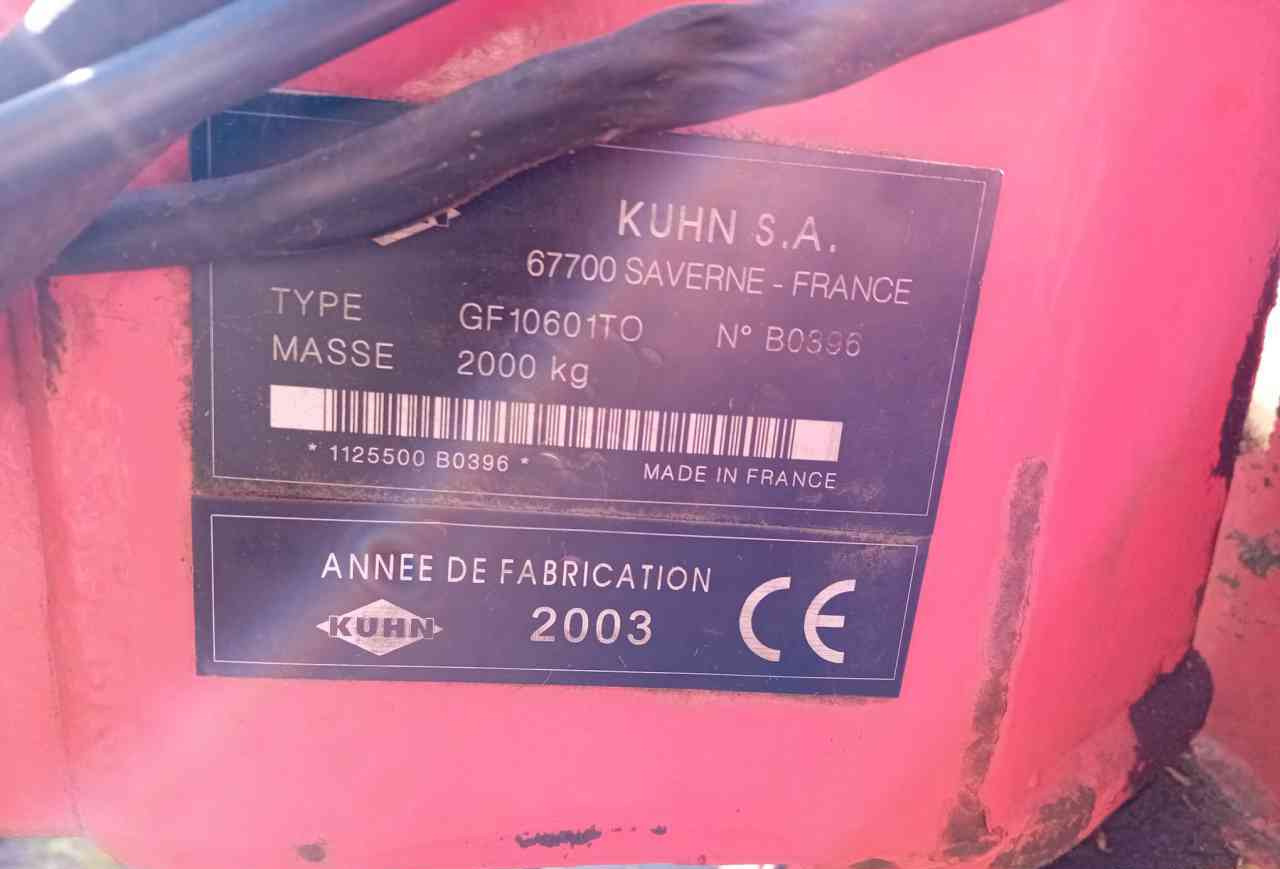 KUHN S.A.
67700 SAVERNE - FRANCE
TYPE GF10601TO N° B0396
MASSE 2000 kg
* 1125500 B0396 *
MADE IN FRANCE
ANNEE DE FABRICATION
KUHN 2003 CE